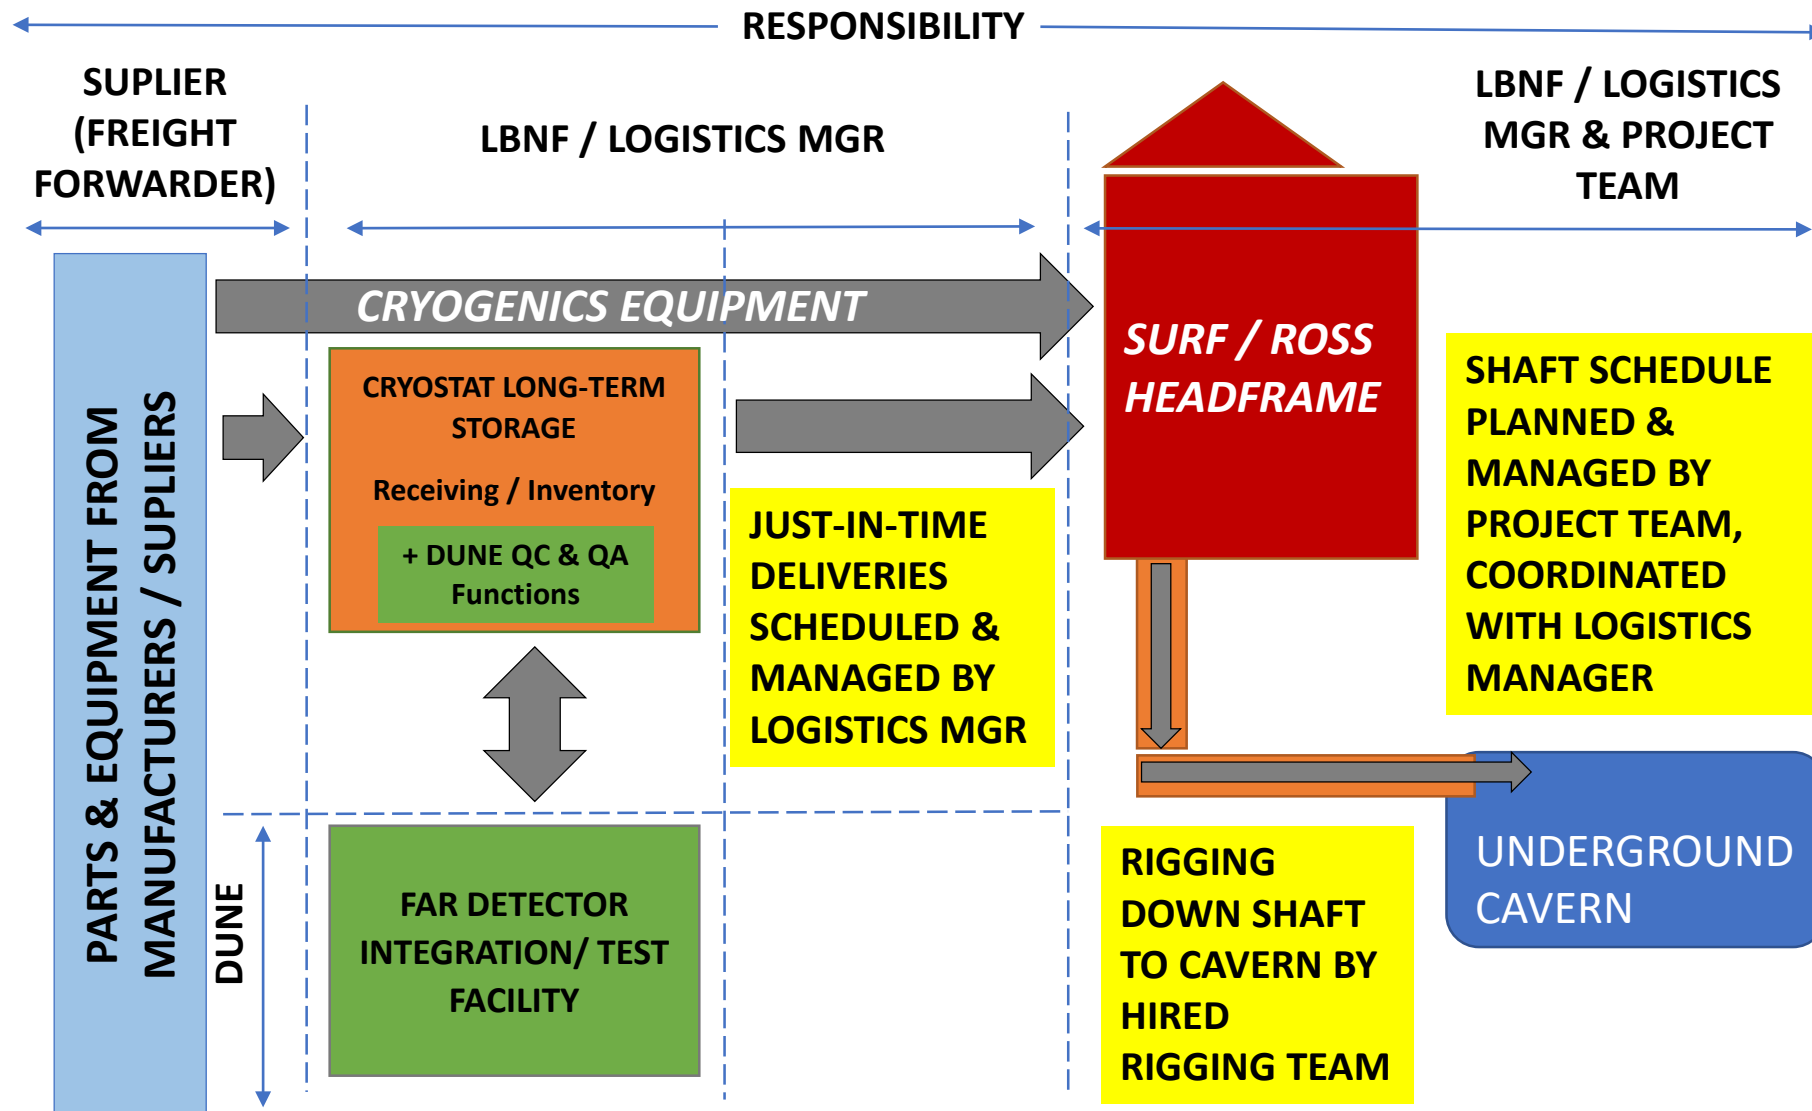 RESPONSIBILITY
SUPLIER
(FREIGHT
FORWARDER)
LBNF / LOGISTICS MGR
LBNF / LOGISTICS
MGR & PROJECT
TEAM
PARTS & EQUIPMENT FROM
MANUFACTURERS / SUPLIERS
CRYOGENICS EQUIPMENT
CRYOSTAT LONG-TERM
STORAGE
Receiving / Inventory
+ DUNE QC & QA
Functions
JUST-IN-TIME
DELIVERIES
SCHEDULED &
MANAGED BY
LOGISTICS MGR
SURF / ROSS
HEADFRAME
SHAFT SCHEDULE
PLANNED &
MANAGED BY
PROJECT TEAM,
COORDINATED
WITH LOGISTICS
MANAGER
DUNE
FAR DETECTOR
INTEGRATION/ TEST
FACILITY
RIGGING
DOWN SHAFT
TO CAVERN BY
HIRED
RIGGING TEAM
UNDERGROUND
CAVERN